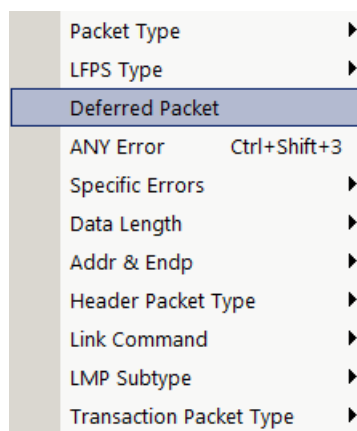 Packet Type
LFPS Type
Deferred Packet
ANY Error Ctrl+Shift+3
Specific Errors
Data Length
Addr & Endp
Header Packet Type
Link Command
LMP Subtype
Transaction Packet Type